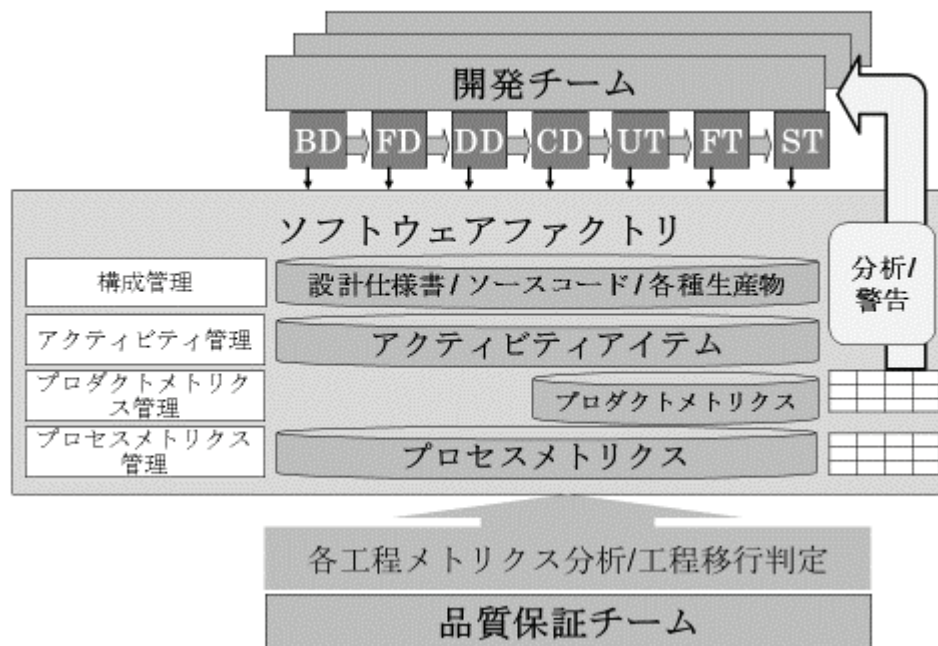 開発チーム
BD FD DD CD UT FT ST
ソフトウェアファクトリ
構成管理
設計仕様書 / ソースコード / 各種生産物
アクティビティ管理
アクティビティアイテム
プロダクトメトリク
ス管理
プロダクトメトリクス
プロセスメトリクス
管理
プロセスメトリクス
分析/
警告
各工程メトリクス分析/工程移行判定
品質保証チーム